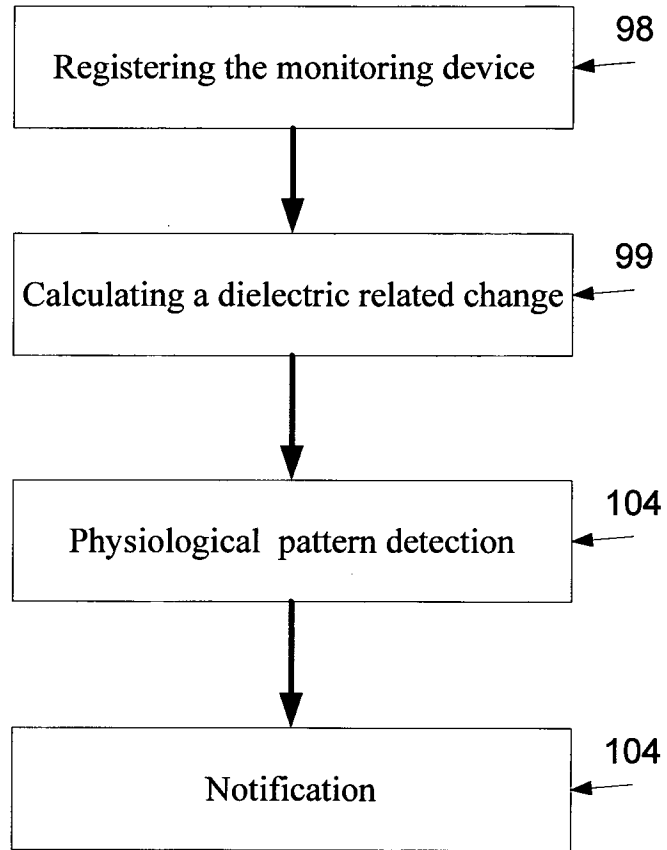 98
Registering the monitoring device
99
Calculating a dielectric related change
104
Physiological pattern detection
104
Notification